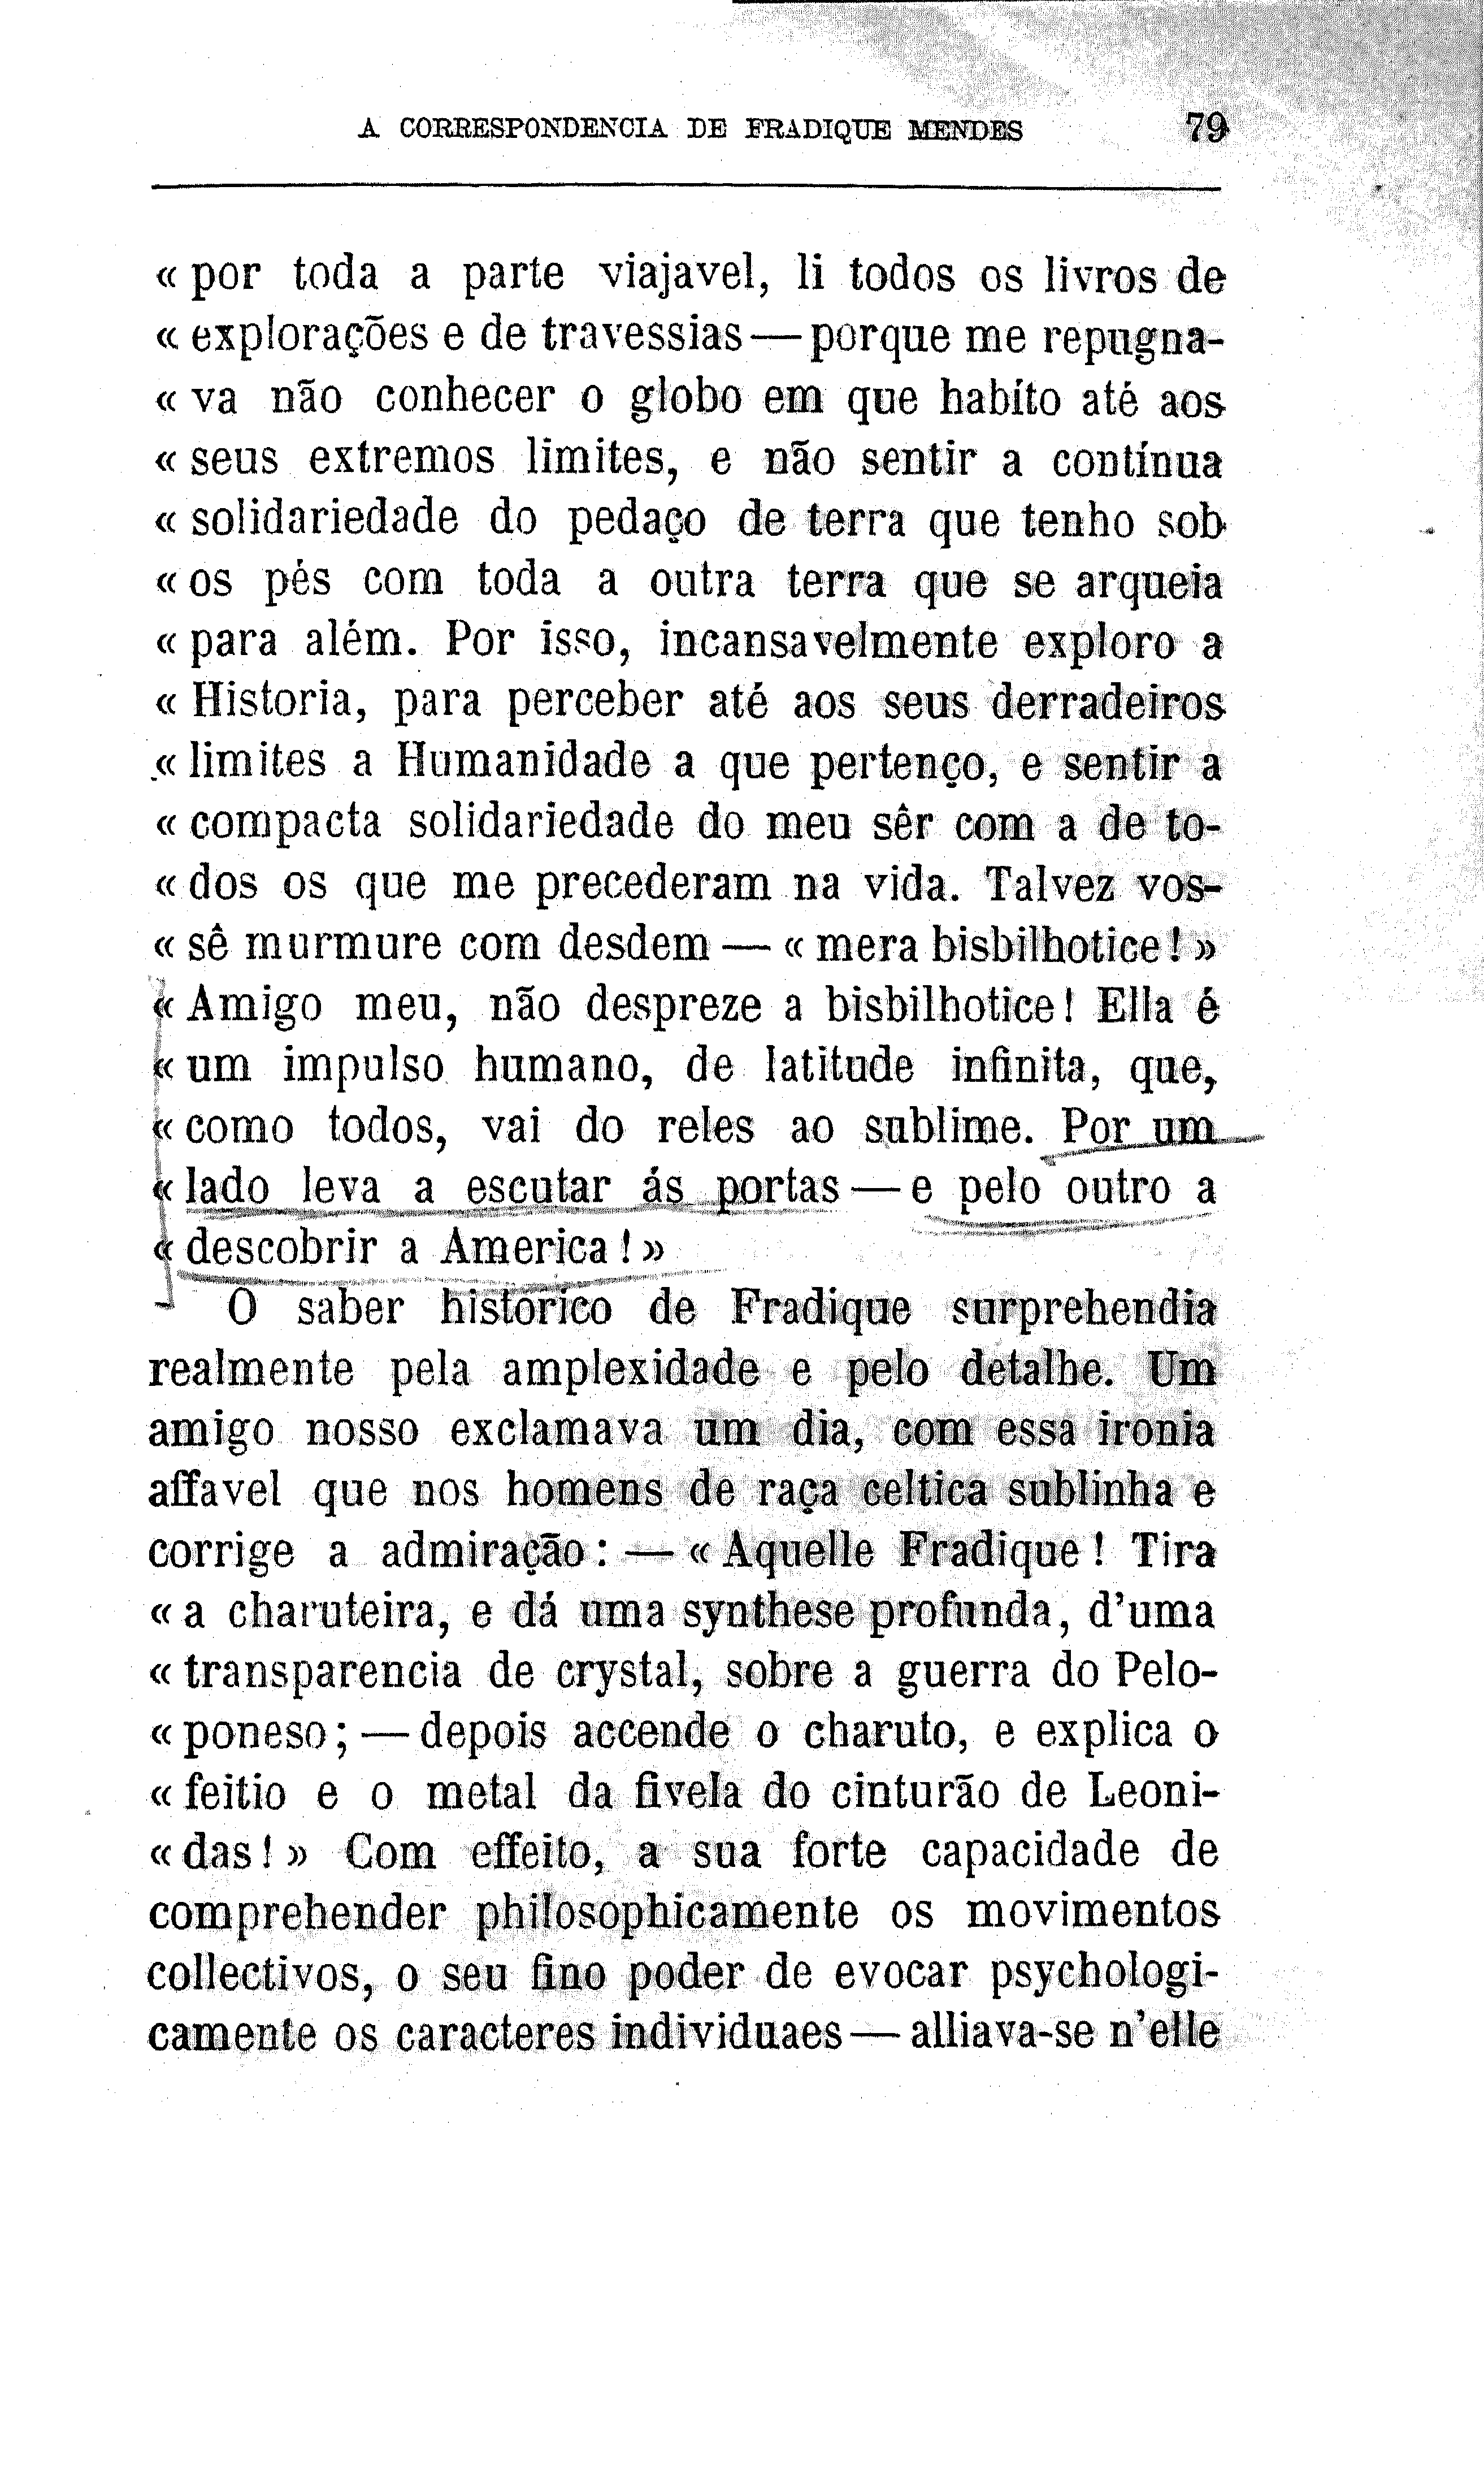 A CORRESPONDENCIA DE FRADIQUE MENDES 79
« por toda a parte viajavel, li todos os livros de
« explorações e de travessias — porque me repugna-
« va não conhecer o globo em que habíto até aos
« seus extremos limites, e não sentir a contínua
« solidariedade do pedaço de terra que tenho sob
« os pés com toda a outra terra que se arqueia
« para além. Por isso, incansavelmente exploro a
« Historia, para perceber até aos seus derradeiros
« limites a Humanidade a que pertenço, e sentir a
« compacta solidariedade do meu sêr com a de to-
« dos os que me precederam na vida. Talvez vos-
« sê murmure com desdem — « mera bisbilhotice! »
« Amigo meu, não despreze a bisbilhotice! Ella é
« um impulso humano, de latitude infinita, que,
« como todos, vai do reles ao sublime. Por um
« lado leva a escutar ás portas — e pelo outro a
« descobrir a America! »
O saber historico de Fradique surprehendia
realmente pela amplexidade e pelo detalhe. Um
amigo nosso exclamava um dia, com essa ironia
affavel que nos homens de raça celtica sublinha e
corrige a admiração: — « Aquelle Fradique! Tira
« a charuteira, e dá uma synthese profunda, d'uma
« transparencia de crystal, sobre a guerra do Pelo-
« poneso; — depois accende o charuto, e explica o
« feitio e o metal da fivela do cinturão de Leoni-
« das! » Com effeito, a sua forte capacidade de
comprehender philosophicamente os movimentos
collectivos, o seu fino poder de evocar psychologi-
camente os caracteres individuaes — alliava-se n'elle